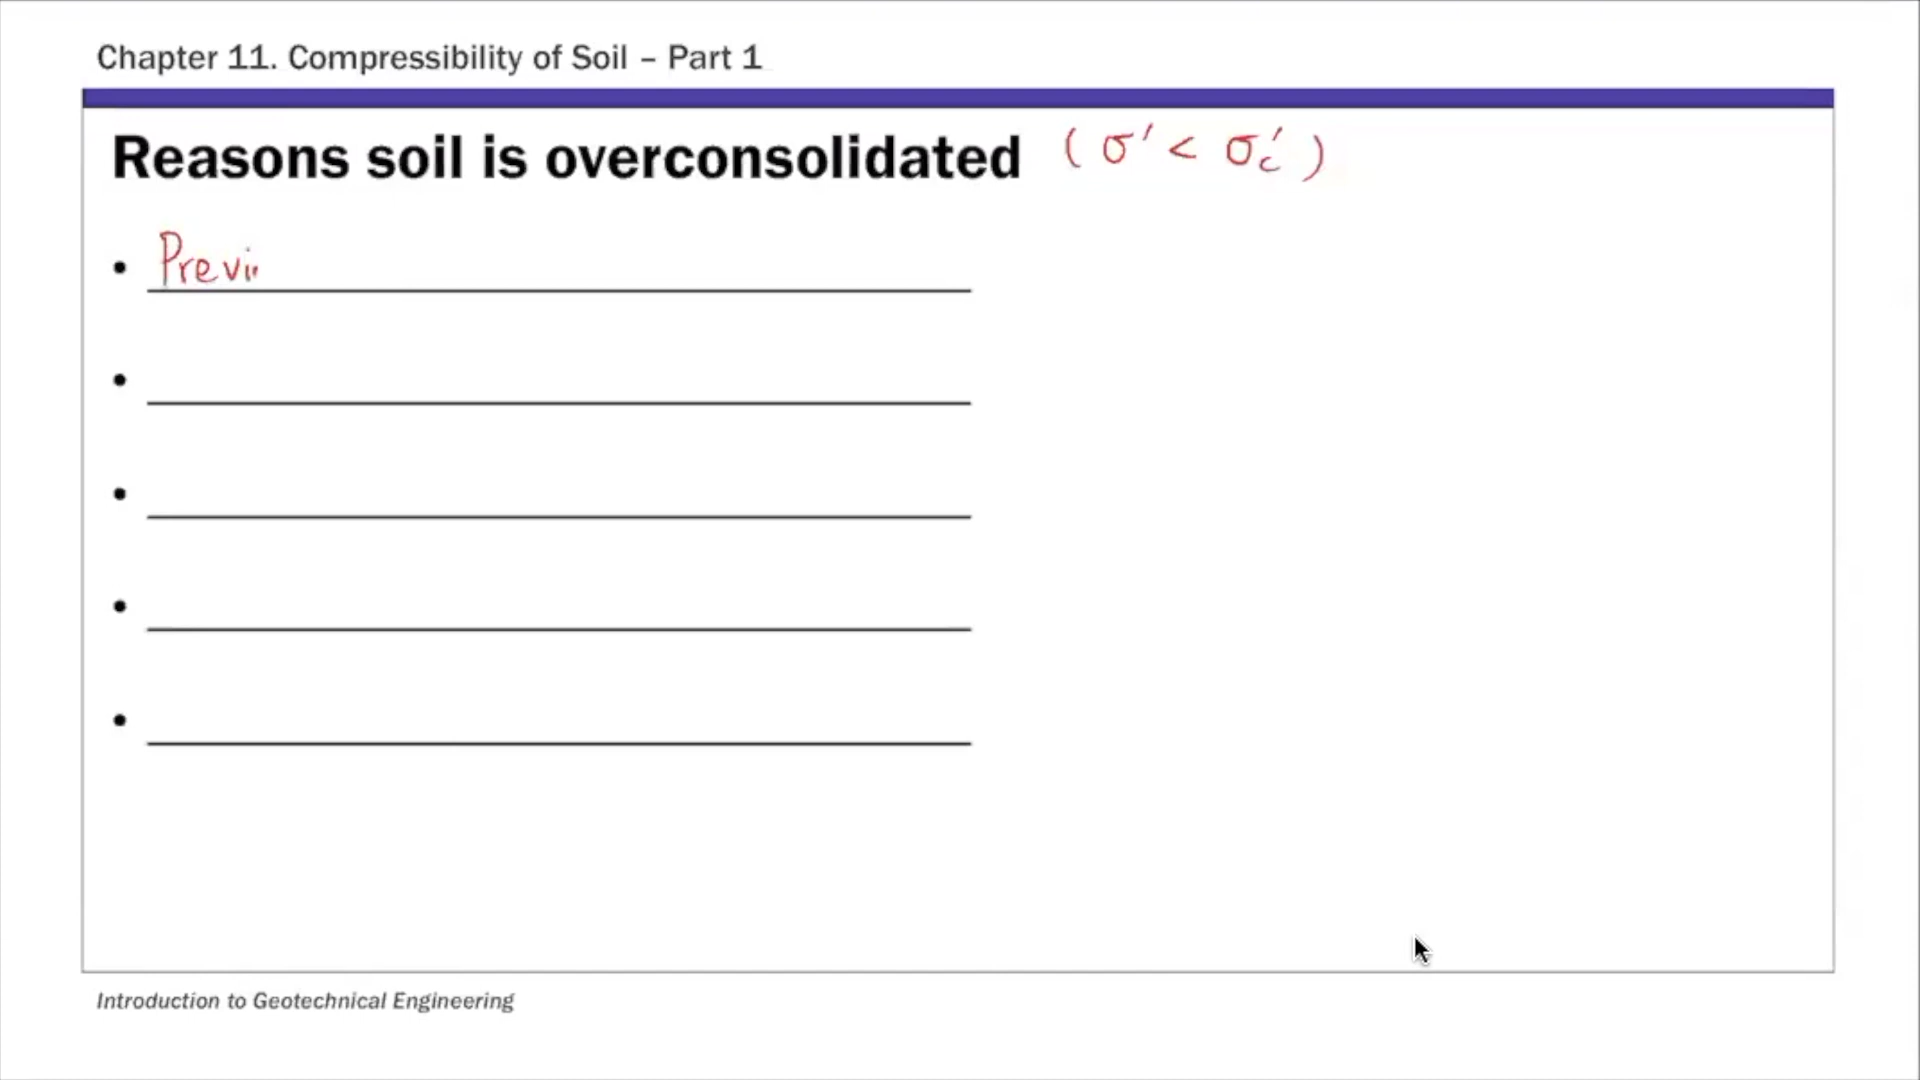 Chapter 11. Compressibility of Soil – Part 1
Reasons soil is overconsolidated (σ' < σc')
• Previ
•
•
•
•
Introduction to Geotechnical Engineering